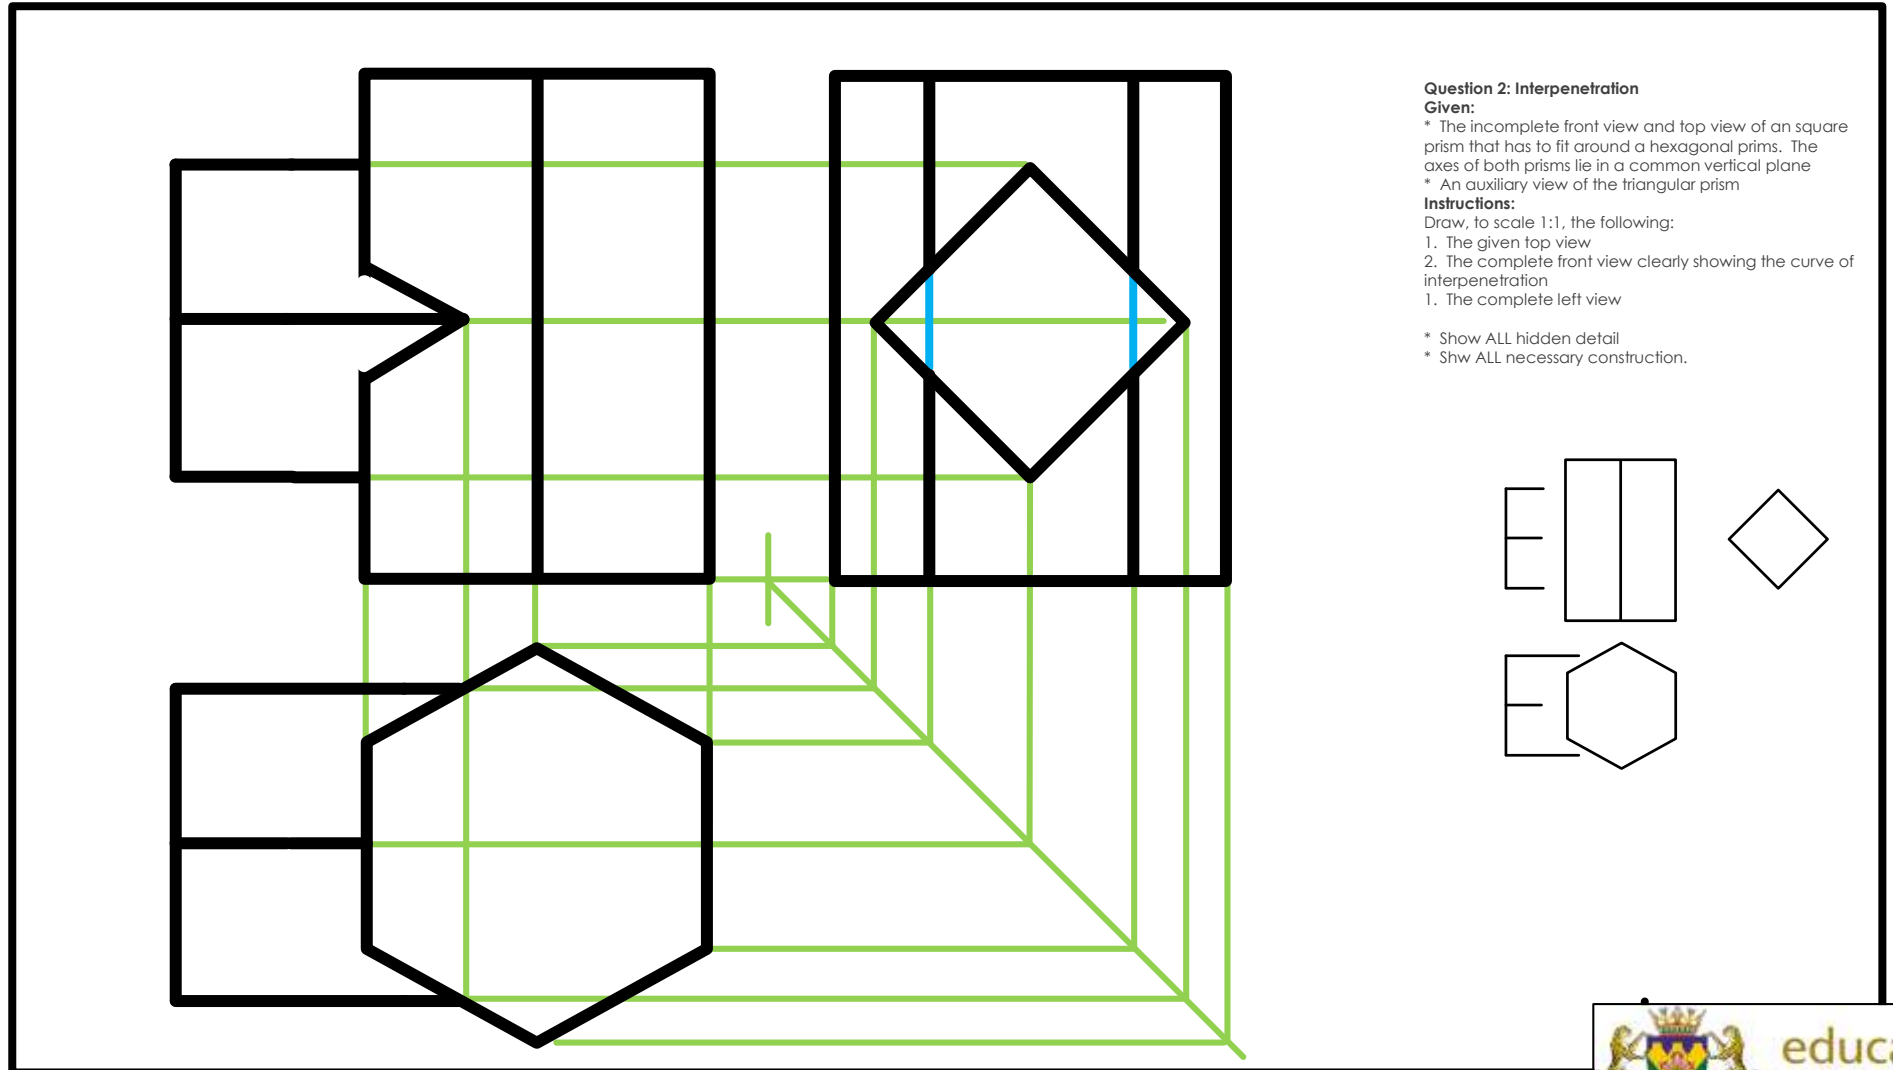 Question 2: Interpenetration
Given:
* The incomplete front view and top view of an square
prism that has to fit around a hexagonal prims. The
axes of both prisms lie in a common vertical plane
* An auxiliary view of the triangular prism
Instructions:
Draw, to scale 1:1, the following:
1. The given top view
2. The complete front view clearly showing the curve of
interpenetration
1. The complete left view
* Show ALL hidden detail
* Shw ALL necessary construction.